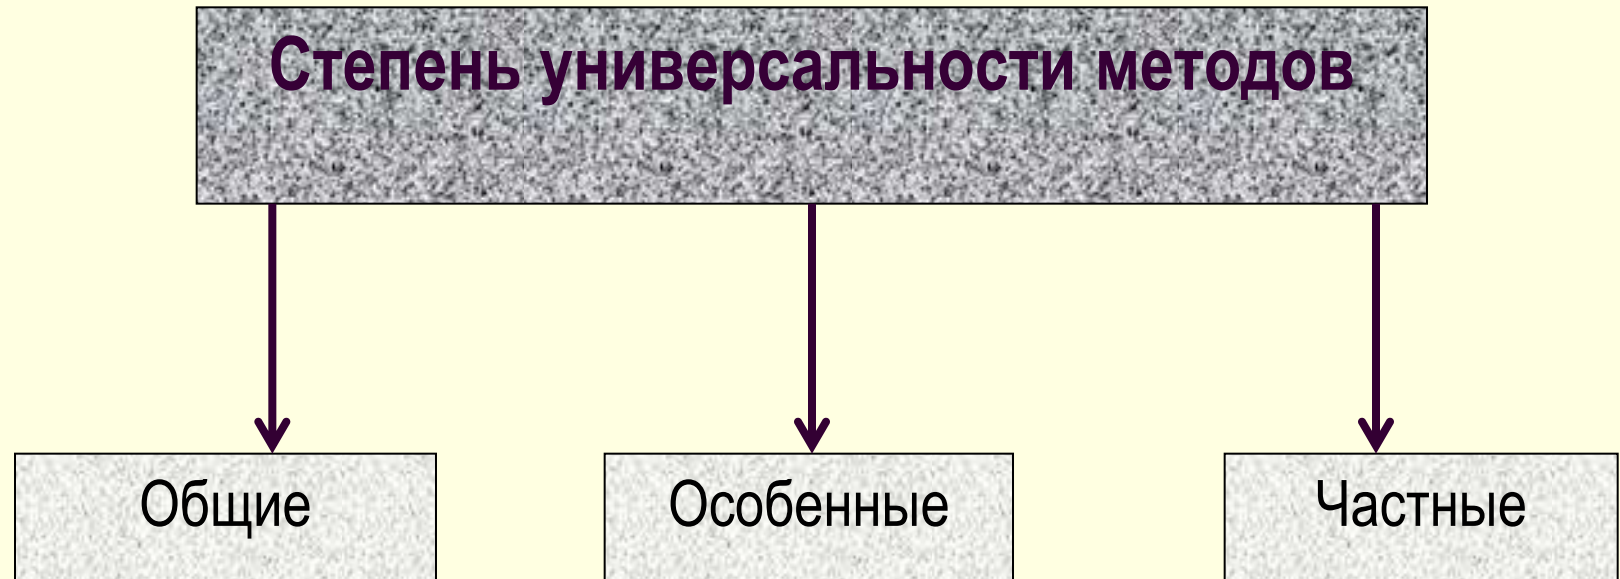 Степень универсальности методов
Общие
Особенные
Частные